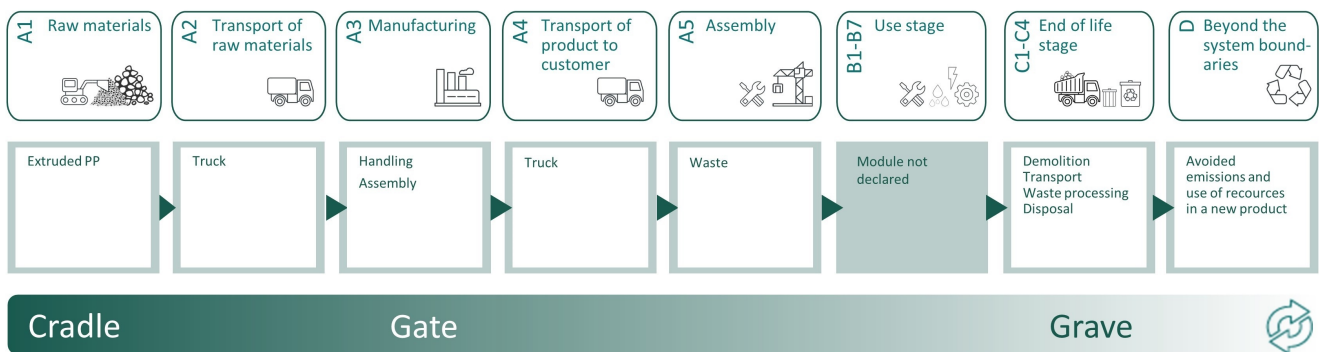 A1
Raw materials
A2
Transport of
raw materials
A3
Manufacturing
A4
Transport of
product to
customer
A5
Assembly
B1-B7
Use stage
C1-C4
End of life
stage
D
Beyond the
system bound-
aries
Extruded PP
Truck
Handling
Assembly
Truck
Waste
Module not
declared
Demolition
Transport
Waste processing
Disposal
Avoided
emissions and
use of recources
in a new product
Cradle
Gate
Grave